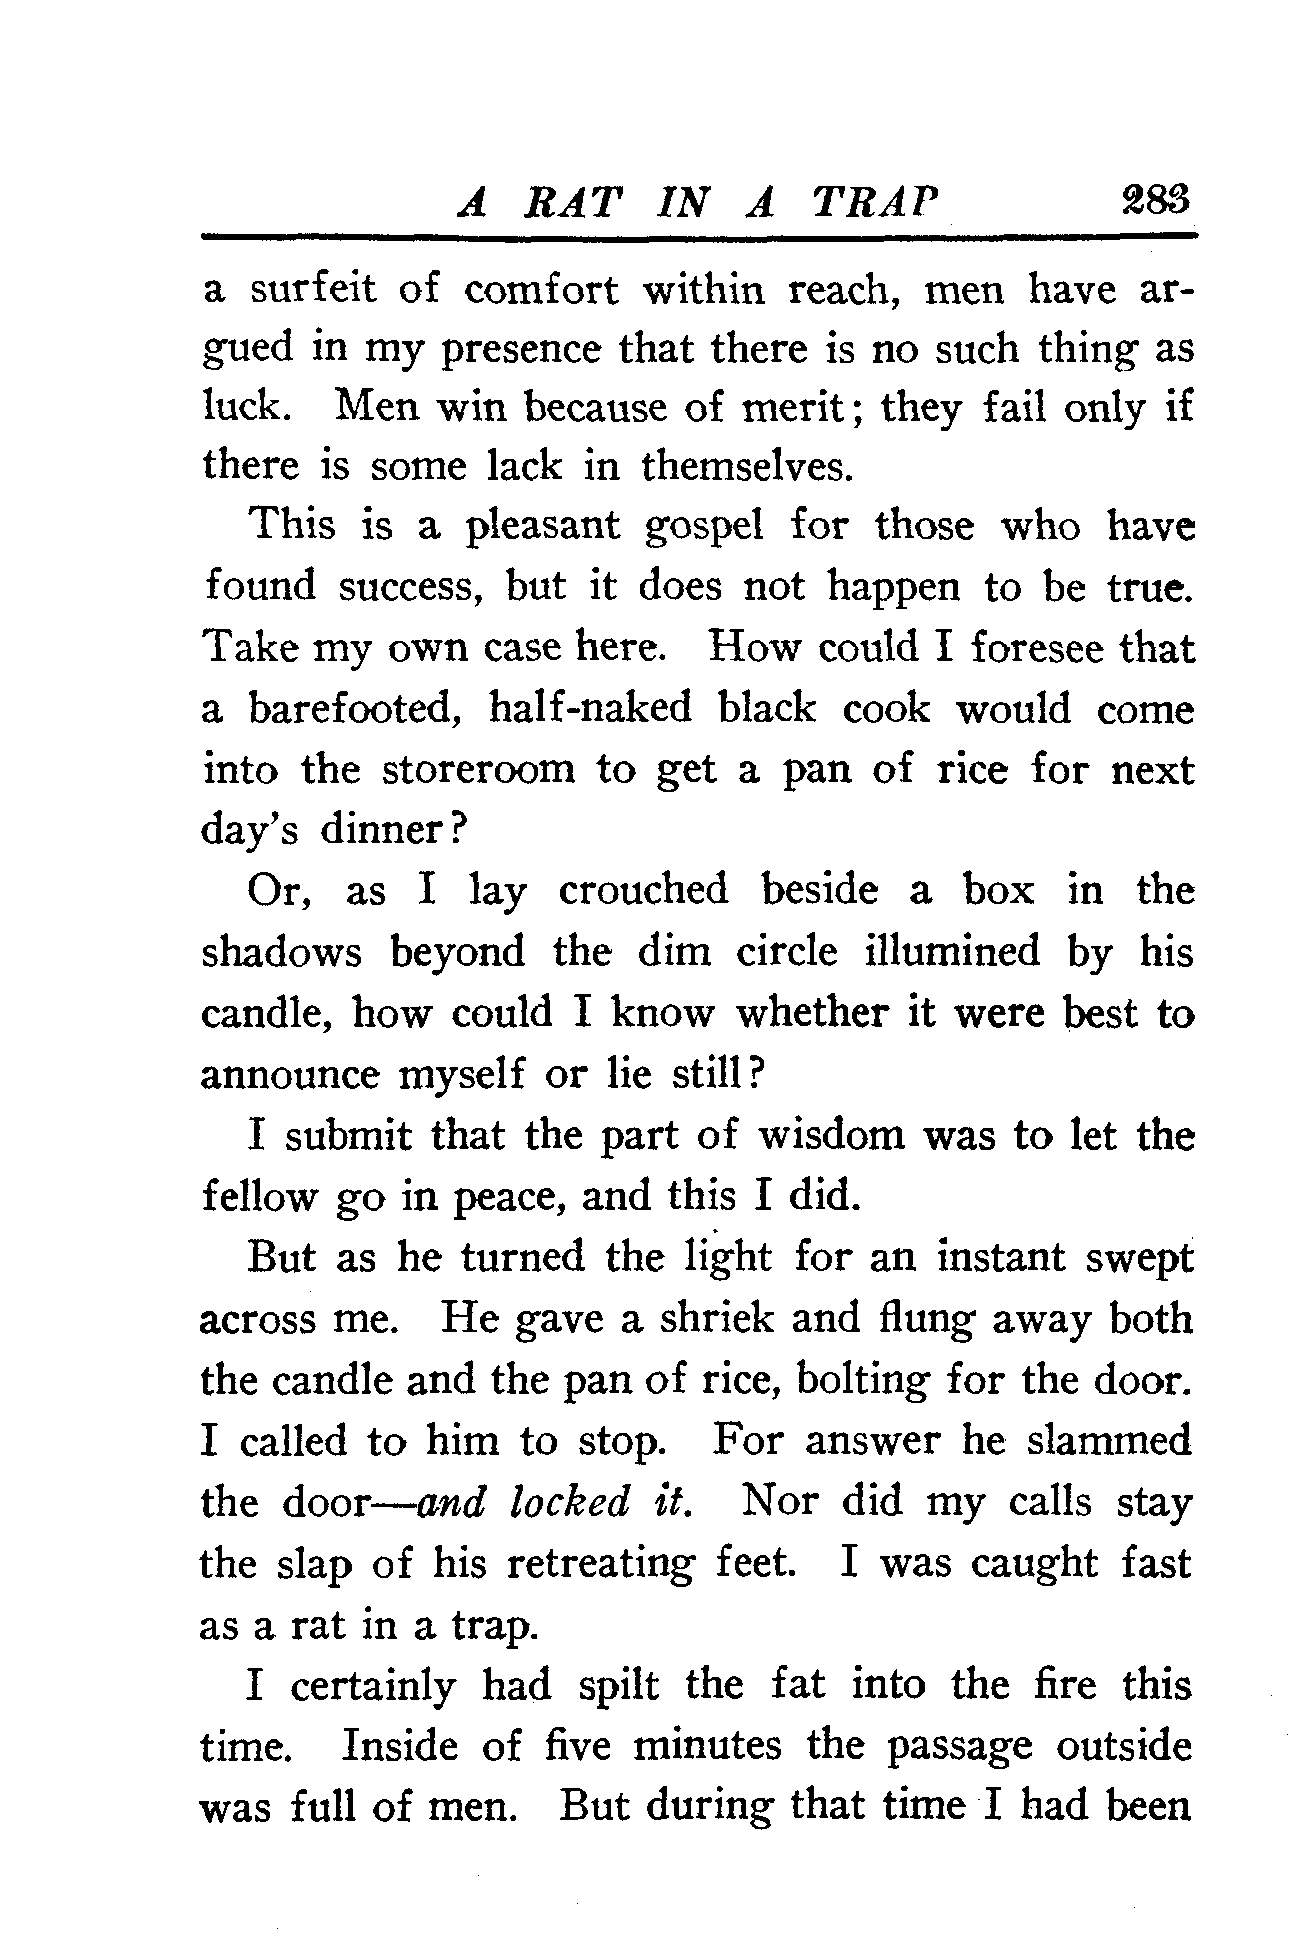 A RAT IN A TRAP 283
a surfeit of comfort within reach, men have ar-
gued in my presence that there is no such thing as
luck. Men win because of merit; they fail only if
there is some lack in themselves.
This is a pleasant gospel for those who have
found success, but it does not happen to be true.
Take my own case here. How could I foresee that
a barefooted, half-naked black cook would come
into the storeroom to get a pan of rice for next
day's dinner?
Or, as I lay crouched beside a box in the
shadows beyond the dim circle illumined by his
candle, how could I know whether it were best to
announce myself or lie still?
I submit that the part of wisdom was to let the
fellow go in peace, and this I did.
But as he turned the light for an instant swept
across me. He gave a shriek and flung away both
the candle and the pan of rice, bolting for the door.
I called to him to stop. For answer he slammed
the door—and locked it. Nor did my calls stay
the slap of his retreating feet. I was caught fast
as a rat in a trap.
I certainly had spilt the fat into the fire this
time. Inside of five minutes the passage outside
was full of men. But during that time I had been